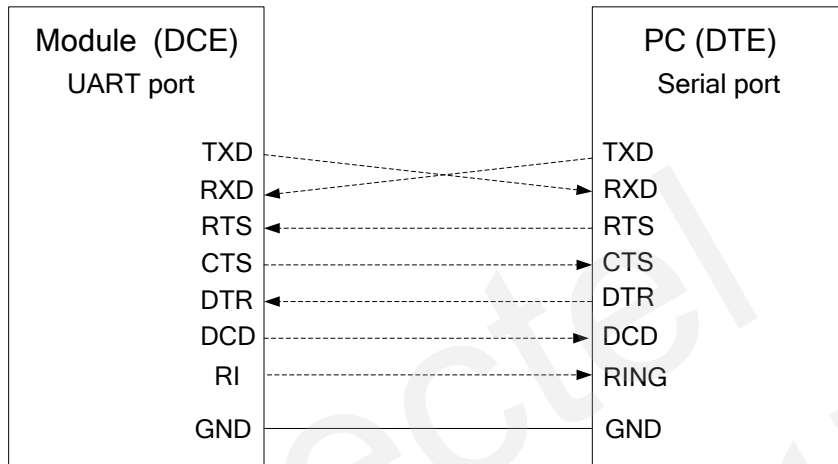 Module (DCE)
UART port
TXD
RXD
RTS
CTS
DTR
DCD
RI
GND
PC (DTE)
Serial port
TXD
RXD
RTS
CTS
DTR
DCD
RING
GND
ectel